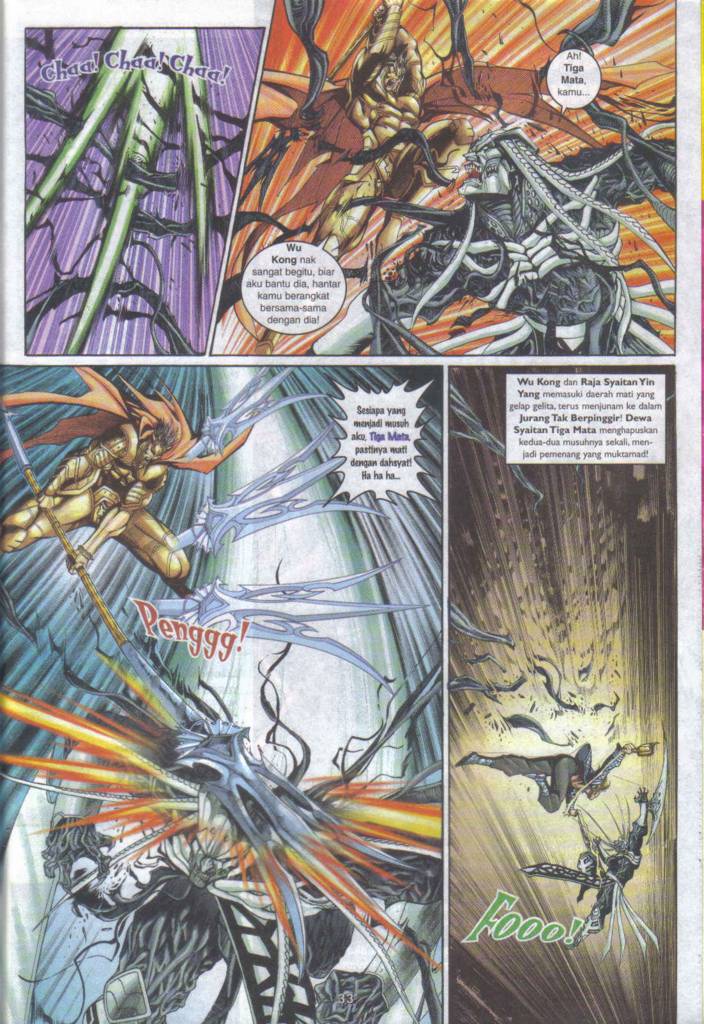 Chaa! Chaa! Chaa!
Ah!
Tiga
Mata,
kamu...
Wu
Kong nak
sangat begitu, biar
aku bantu dia, hantar
kamu berangkat
bersama-sama
dengan dia!
Sesiapa yang
menjadi musuh
aku, Tiga Mata,
pastinya mati
dengan dahsyat!
Ha ha ha...
Penggg!
Wu Kong dan Raja Syaitan Yin
Yang memasuki daerah mati yang
gelap gelita, terus menjunam ke dalam
Jurang Tak Berpinggir! Dewa
Syaitan Tiga Mata menghapuskan
kedua-dua musuhnya sekali, men-
jadi pemenang yang muktamad!
Fooo!
33